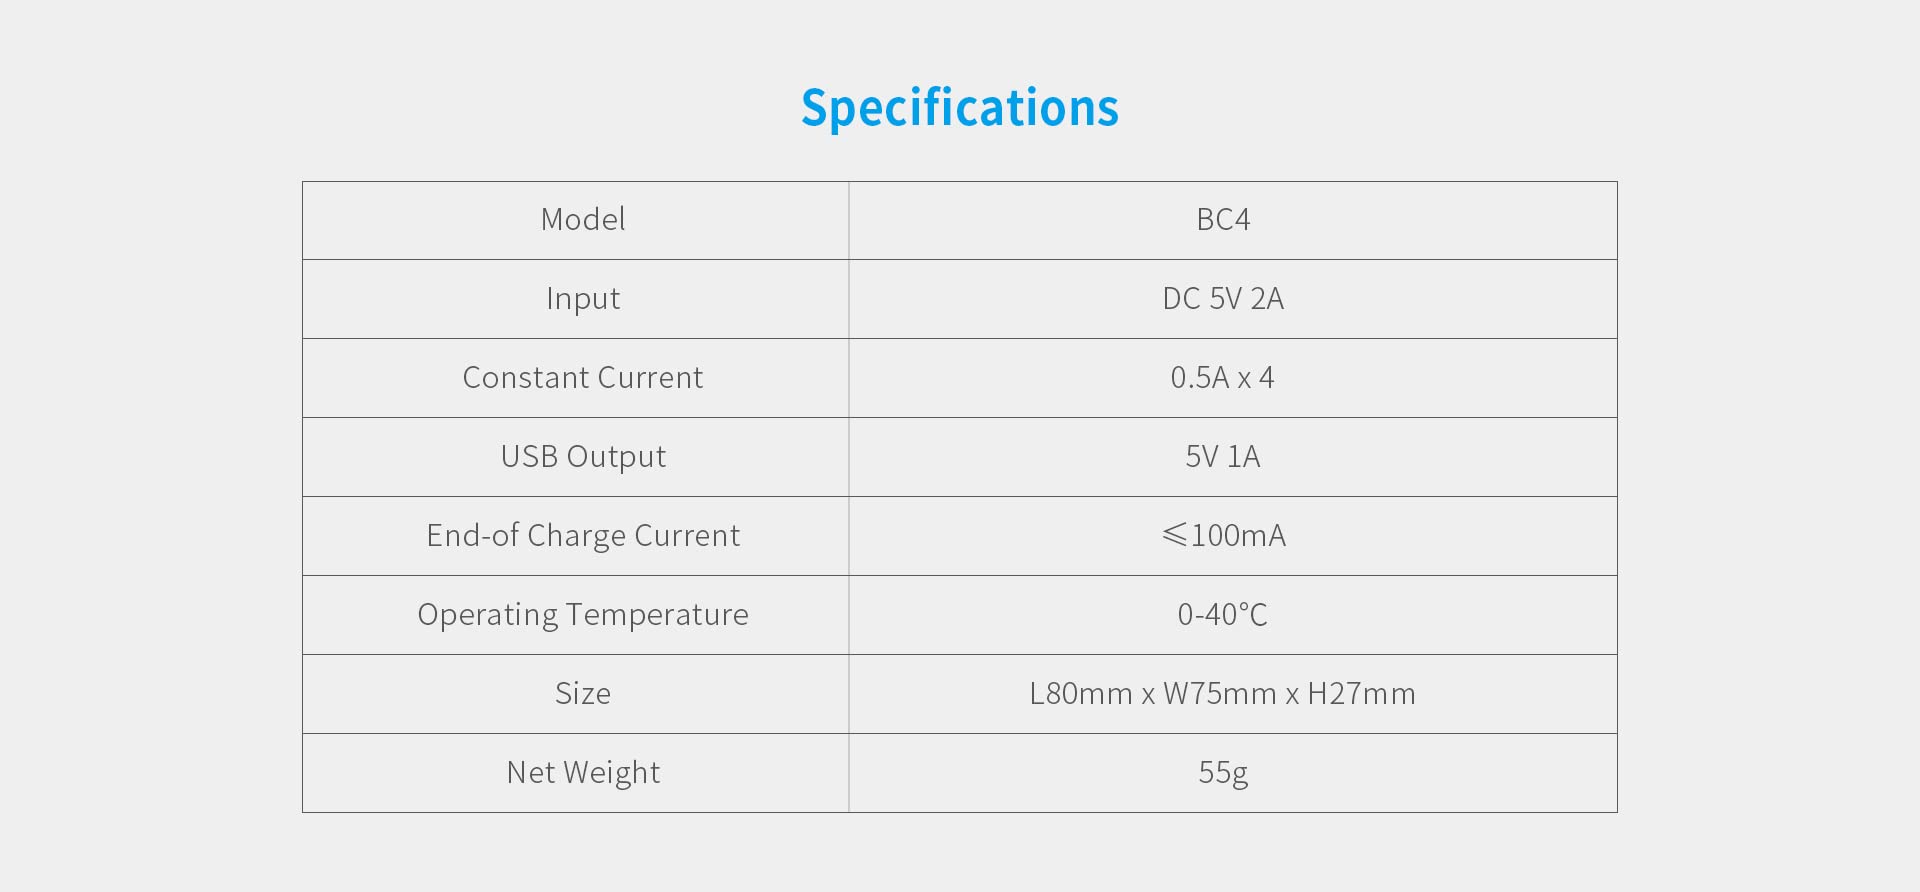 Specifications
Model BC4
Input DC 5V 2A
Constant Current 0.5A x 4
USB Output 5V 1A
End-of Charge Current ⩽100mA
Operating Temperature 0-40℃
Size L80mm x W75mm x H27mm
Net Weight 55g